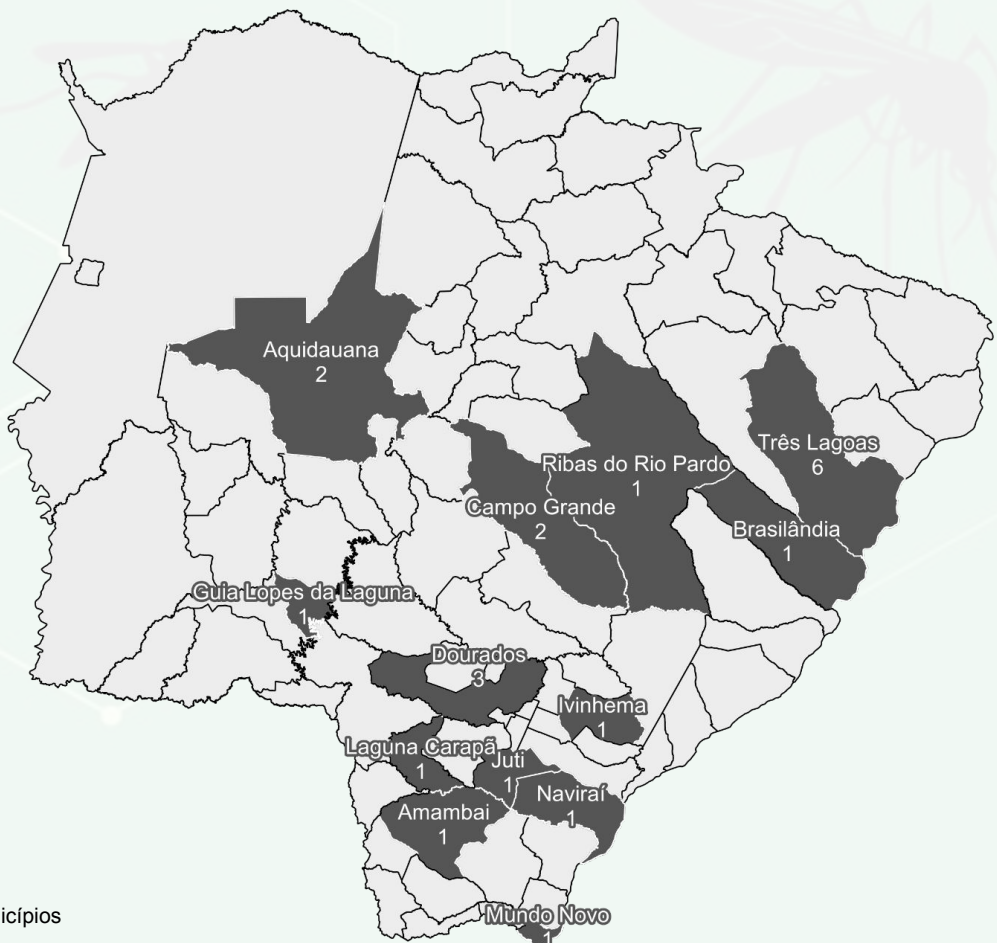 Aquidauana
2
Três Lagoas
6
Ribas do Rio Pardo
1
Campo Grande
2
Brasilândia
1
Guia Lopes da Laguna
1
Dourados
3
Ivinhema
1
Laguna Carapã
1
Juti
1
Naviraí
1
Amambai
1
icípios
Mundo Novo
1